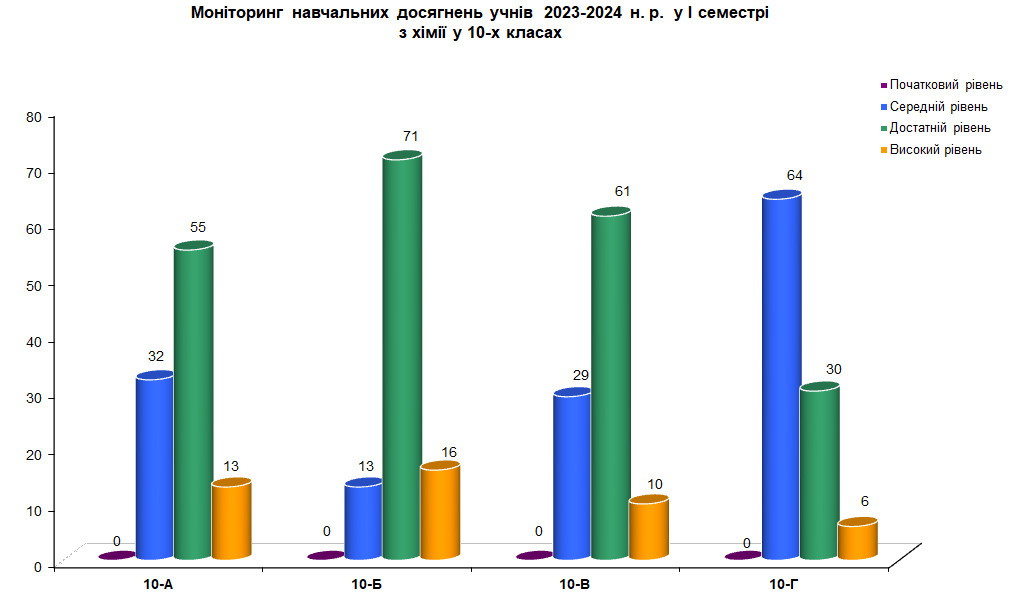 Моніторинг навчальних досягнень учнів 2023-2024 н. р. у І семестрі
з хімії у 10-х класах
Початковий рівень
Середній рівень
Достатній рівень
Високий рівень
80
70
60
50
40
30
20
10
0
0
32
55
13
0
13
71
16
0
29
61
10
0
64
30
6
10-А
10-Б
10-В
10-Г